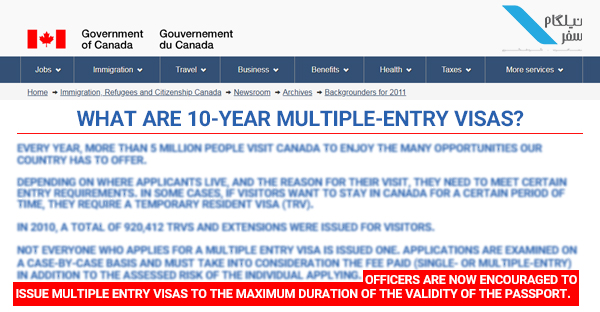 Government
of Canada
Gouvernement
du Canada
نیلگام
سفر
Jobs
Immigration
Travel
Business
Benefits
Health
Taxes
More services
Home → Immigration, Refugees and Citizenship Canada → Newsroom → Archives → Backgrounders for 2011
WHAT ARE 10-YEAR MULTIPLE-ENTRY VISAS?
EVERY YEAR, MORE THAN 5 MILLION PEOPLE VISIT CANADA TO ENJOY THE MANY OPPORTUNITIES OUR
COUNTRY HAS TO OFFER.
DEPENDING ON WHERE APPLICANTS LIVE, AND THE REASON FOR THEIR VISIT, THEY NEED TO MEET CERTAIN
ENTRY REQUIREMENTS. IN SOME CASES, IF VISITORS WANT TO STAY IN CANADA FOR A CERTAIN PERIOD OF
TIME, THEY REQUIRE A TEMPORARY RESIDENT VISA (TRV).
IN 2010, A TOTAL OF 920,412 TRVS AND EXTENSIONS WERE ISSUED FOR VISITORS.
NOT EVERYONE WHO APPLIES FOR A MULTIPLE ENTRY VISA IS ISSUED ONE. APPLICATIONS ARE EXAMINED ON
A CASE-BY-CASE BASIS AND MUST TAKE INTO CONSIDERATION THE FEE PAID (SINGLE- OR MULTIPLE-ENTRY)
IN ADDITION TO THE ASSESSED RISK OF THE INDIVIDUAL APPLYING. OFFICERS ARE NOW ENCOURAGED TO
ISSUE MULTIPLE ENTRY VISAS TO THE MAXIMUM DURATION OF THE VALIDITY OF THE PASSPORT.